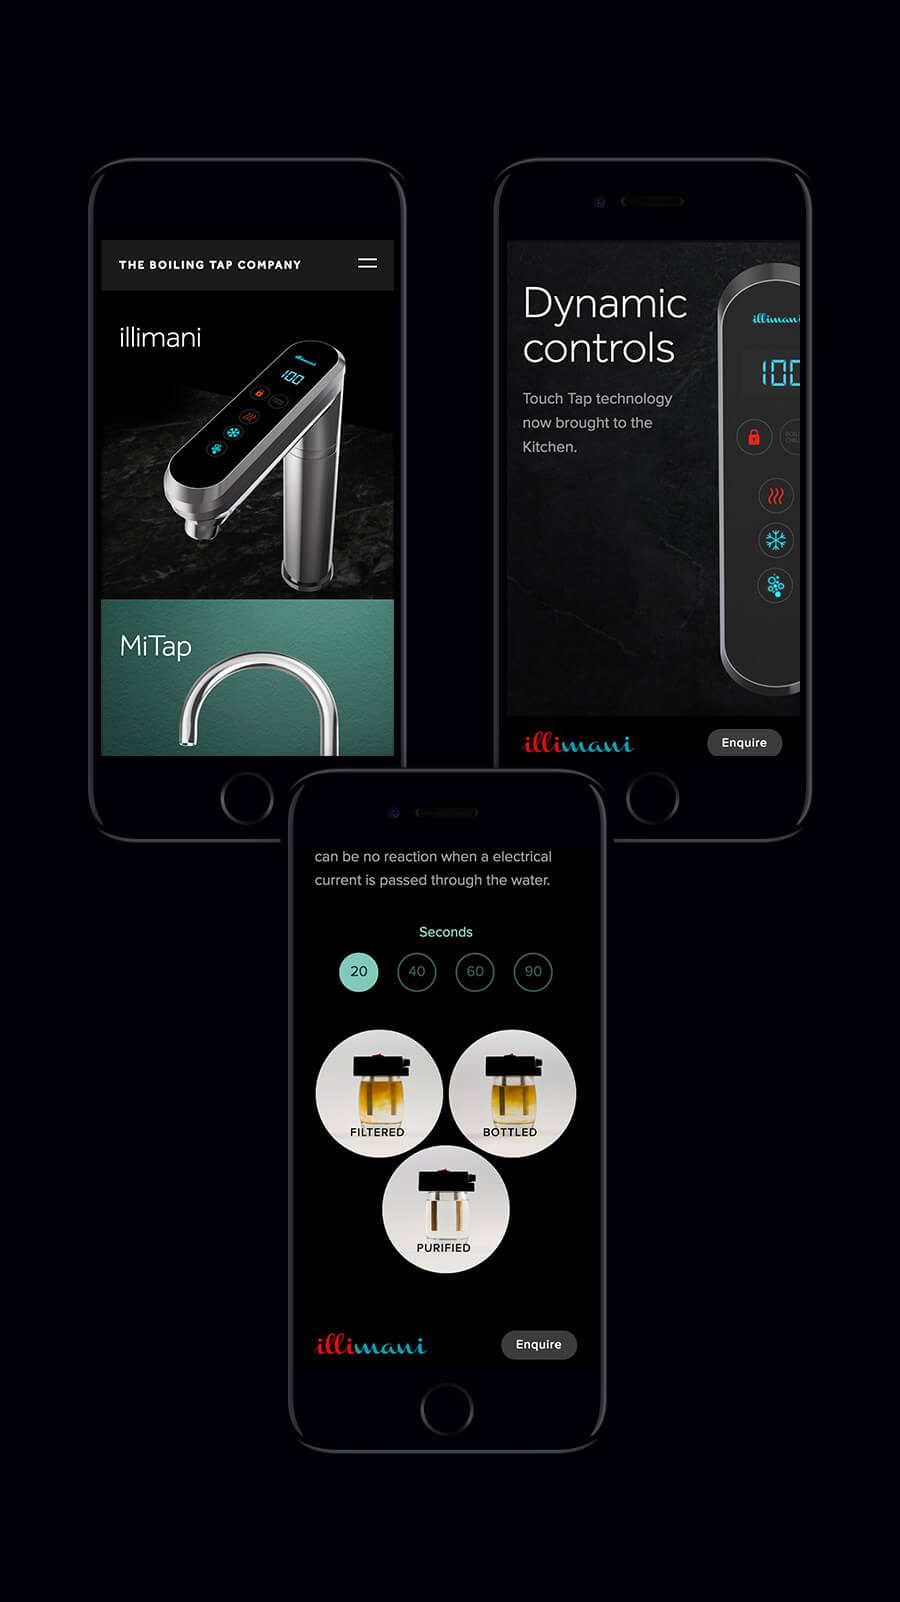 THE BOILING TAP COMPANY
illimani
illimani
100
MiTap
Dynamic
controls
Touch Tap technology
now brought to the
Kitchen.
illimani
100
illimani
Enquire
can be no reaction when a electrical
current is passed through the water.
Seconds
20 40 60 90
FILTERED BOTTLED
PURIFIED
illimani
Enquire